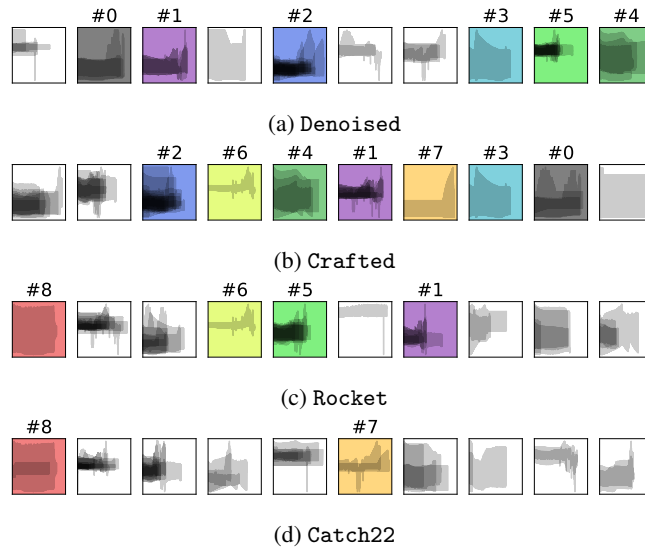 #0 #1 #2 #3 #5 #4
(a) Denoised
#2 #6 #4 #1 #7 #3 #0
(b) Crafted
#8 #6 #5 #1
(c) Rocket
#8 #7
(d) Catch22